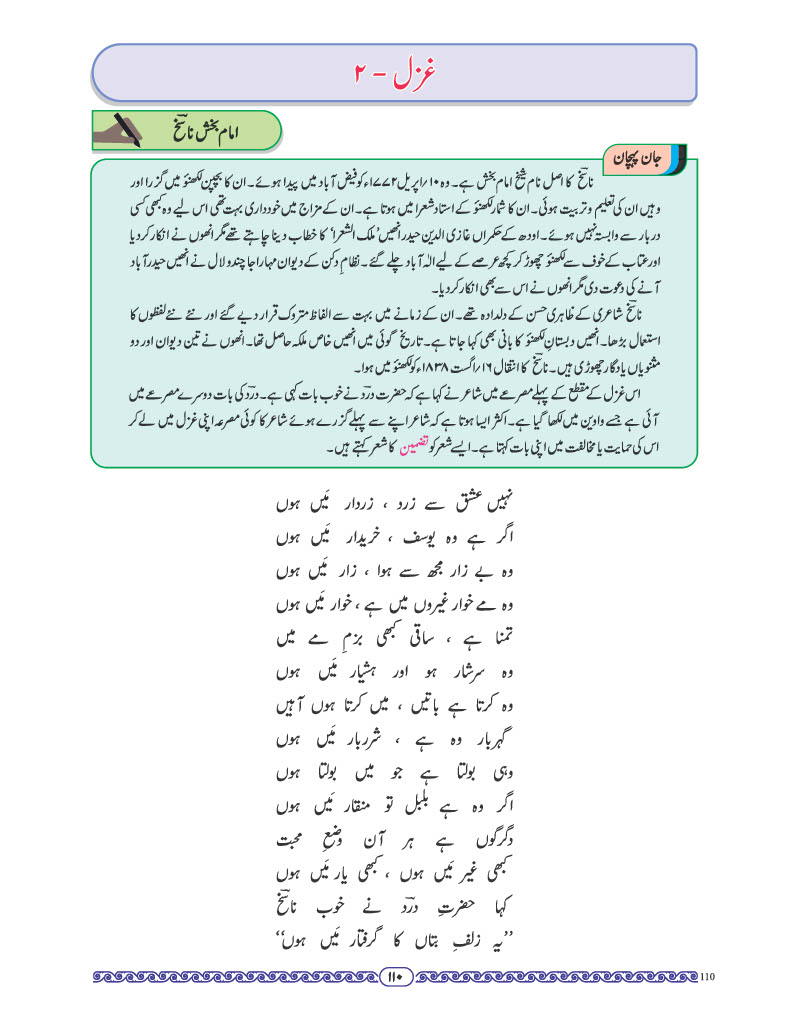 غزل - ۲
امام بخش ناسخؔ
جان پہچان
ناسخؔ کا اصل نام شیخ امام بخش ہے۔ وہ ۱۰؍اپریل ۱۷۷۲ء کو فیض آباد میں پیدا ہوئے۔ ان کا بچپن لکھنؤ میں گزرا اور
وہیں ان کی تعلیم و تربیت ہوئی۔ ان کا شمار لکھنؤ کے استاد شعرا میں ہوتا ہے۔ ان کے مزاج میں خودداری بہت تھی اس لیے وہ کبھی کسی
دربار سے وابستہ نہیں ہوئے۔ اودھ کے حکمراں غازی الدین حیدر انھیں 'ملک الشعرا' کا خطاب دینا چاہتے تھے مگر انھوں نے انکار کردیا
اور عتاب کے خوف سے لکھنؤ چھوڑ کر کچھ عرصے کے لیے الٰہ آباد چلے گئے۔ نظامِ دکن کے دیوان مہاراجا چندو لال نے انھیں حیدرآباد
آنے کی دعوت دی مگر انھوں نے اس سے بھی انکار کردیا۔
ناسخؔ شاعری کے ظاہری حسن کے دلدادہ تھے۔ ان کے زمانے میں بہت سے الفاظ متروک قرار دیے گئے اور نئے نئے لفظوں کا
استعمال بڑھا۔ انھیں دبستانِ لکھنؤ کا بانی بھی کہا جاتا ہے۔ تاریخ گوئی میں انھیں خاص ملکہ حاصل تھا۔ انھوں نے تین دیوان اور دو
مثنویاں یادگار چھوڑی ہیں۔ ناسخؔ کا انتقال ۱۶؍اگست ۱۸۳۸ء کو لکھنؤ میں ہوا۔
اس غزل کے مقطع کے پہلے مصرعے میں شاعر نے کہا ہے کہ حضرت دردؔ نے خوب بات کہی ہے۔ دردؔ کی بات دوسرے مصرعے میں
آئی ہے جسے واوین میں لکھا گیا ہے۔ اکثر ایسا ہوتا ہے کہ شاعر اپنے سے پہلے گزرے ہوئے شاعر کا کوئی مصرعہ اپنی غزل میں لے کر
اس کی حمایت یا مخالفت میں اپنی بات کہتا ہے۔ ایسے شعر کو تضمین کا شعر کہتے ہیں۔
نہیں عشق سے زرد ، زردار مَیں ہوں
اگر ہے وہ یوسف ، خریدار مَیں ہوں
وہ بے زار مجھ سے ہوا ، زار مَیں ہوں
وہ مے خوار غیروں میں ہے ، خوار مَیں ہوں
تمنا ہے ، ساقی کبھی بزمِ مے میں
وہ سرشار ہو اور ہشیار مَیں ہوں
وہ کرتا ہے باتیں ، میں کرتا ہوں آہیں
گہربار وہ ہے ، شرربار مَیں ہوں
وہی بولتا ہے جو میں بولتا ہوں
اگر وہ ہے بلبل تو منقار مَیں ہوں
دگرگوں ہے ہر آن وضعِ محبت
کبھی غیر مَیں ہوں ، کبھی یار مَیں ہوں
کہا حضرتِ دردؔ نے خوب ناسخؔ
”یہ زلفِ بتاں کا گرفتار مَیں ہوں“
۱۱۰
110